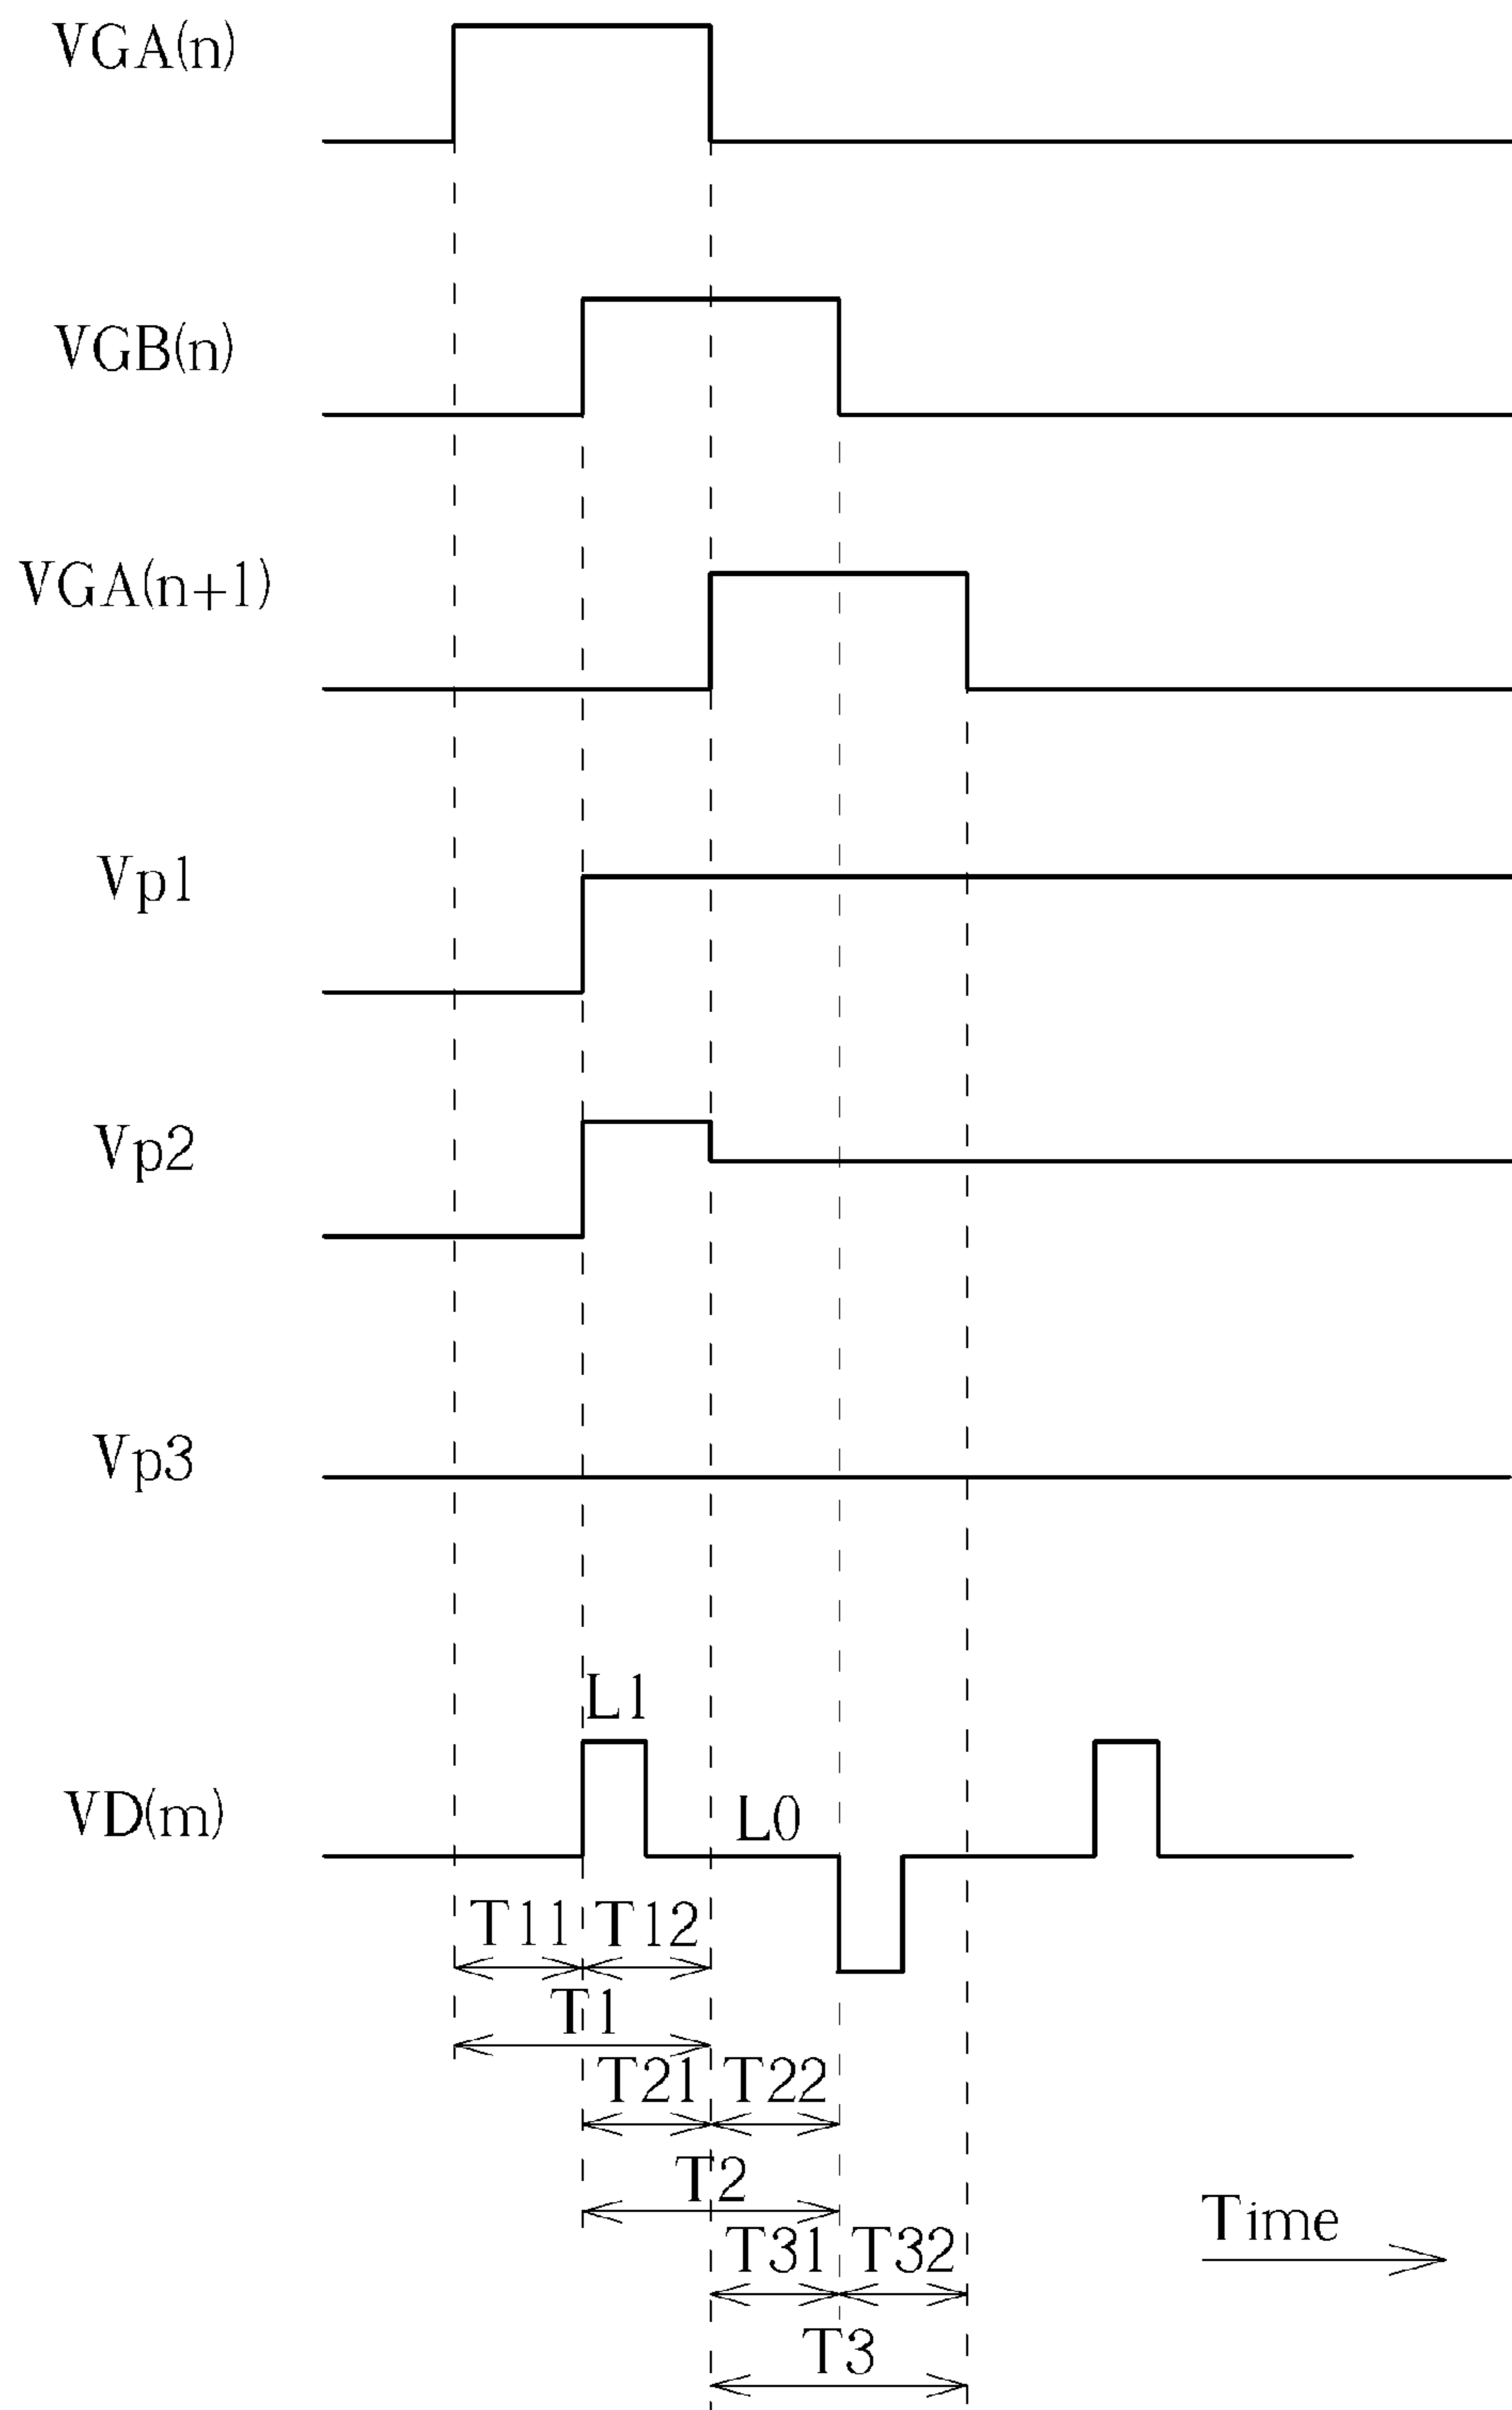 VGA(n)
VGB(n)
VGA(n+1)
Vp1
Vp2
Vp3
L1
VD(m)
L0
T11
T12
T1
T21
T22
T2
T31
T32
Time
T3